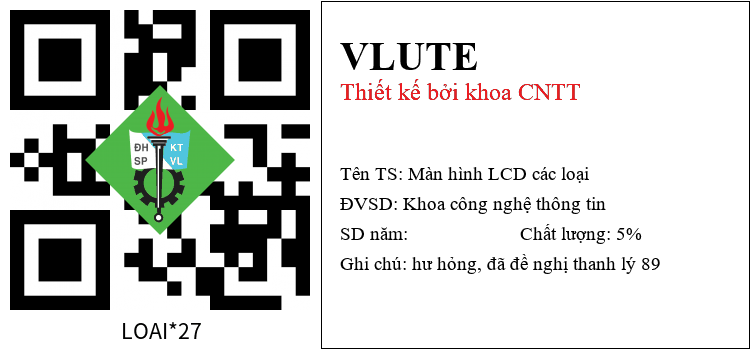 ĐH KT
SP VL
LOAI*27
VLUTE
Thiết kế bởi khoa CNTT
Tên TS: Màn hình LCD các loại
ĐVSD: Khoa công nghệ thông tin
SD năm: Chất lượng: 5%
Ghi chú: hư hỏng, đã đề nghị thanh lý 89